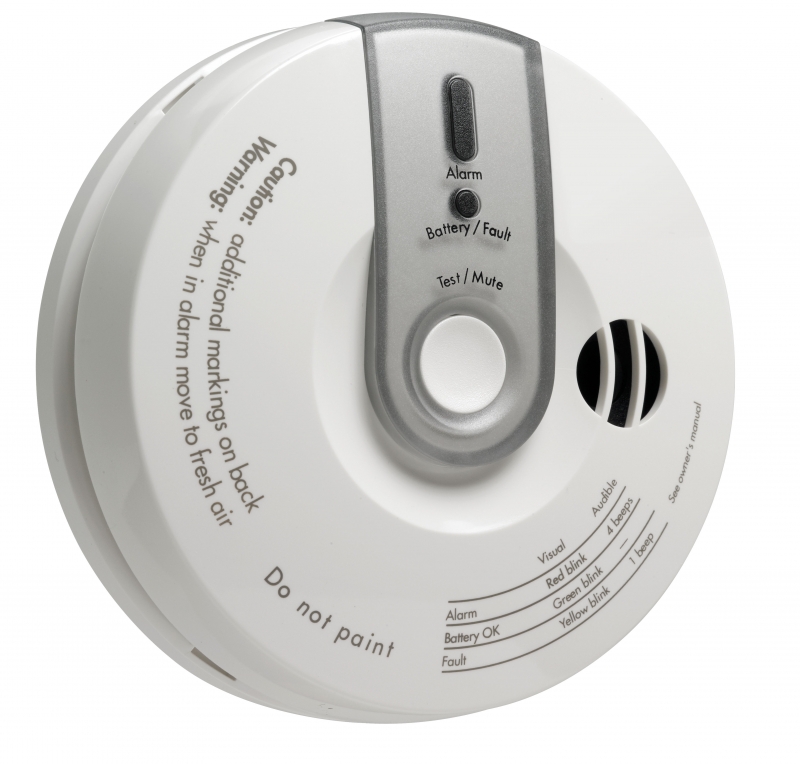 Alarm
Battery / Fault
Test / Mute
Caution: additional markings on back
Warning: when in alarm move to fresh air
Do not paint
Visual Audible
Alarm Red blink 4 beeps
Battery OK Green blink —
Fault Yellow blink 1 beep
See owner's manual